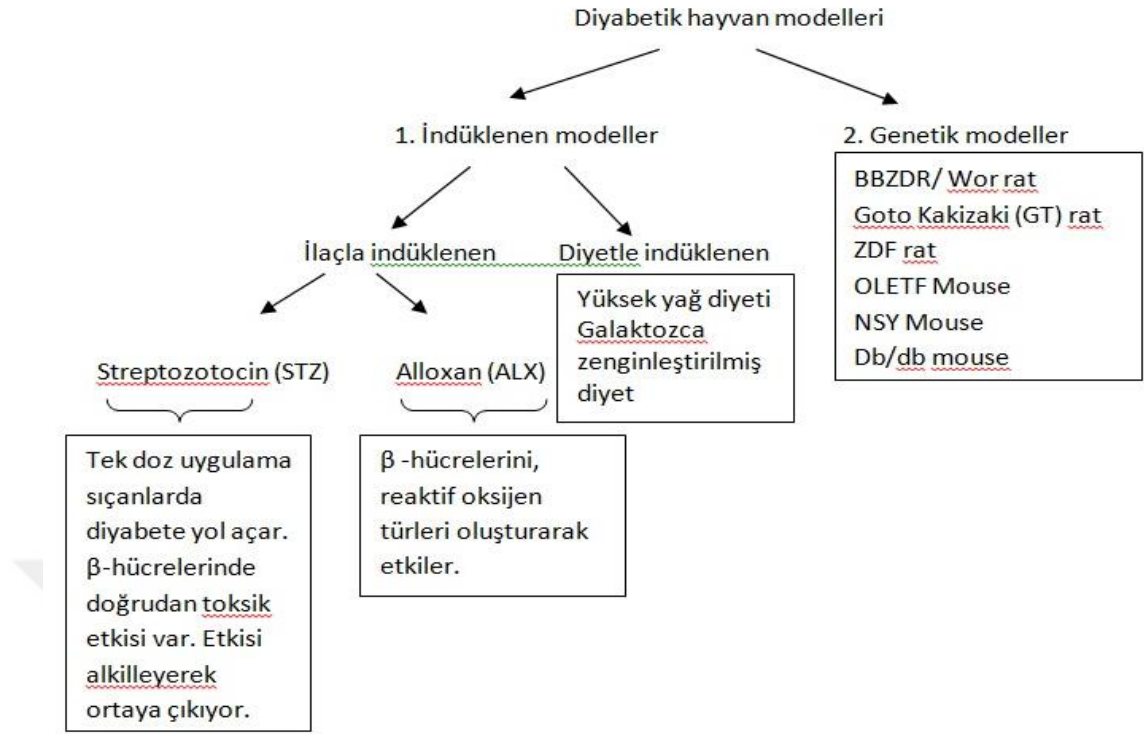 Diyabetik hayvan modelleri
1. İndüklenen modeller
2. Genetik modeller
BBZDR/ Wor rat
Goto Kakizaki (GT) rat
ZDF rat
OLETF Mouse
NSY Mouse
Db/db mouse
İlaçla indüklenen
Diyetle indüklenen
Yüksek yağ diyeti
Galaktozca
zenginleştirilmiş
diyet
Streptozotocin (STZ)
Alloxan (ALX)
Tek doz uygulama
sıçanlarda
diyabete yol açar.
β-hücrelerinde
doğrudan toksik
etkisi var. Etkisi
alkilleyerek
ortaya çıkıyor.
β -hücrelerini,
reaktif oksijen
türleri oluşturarak
etkiler.